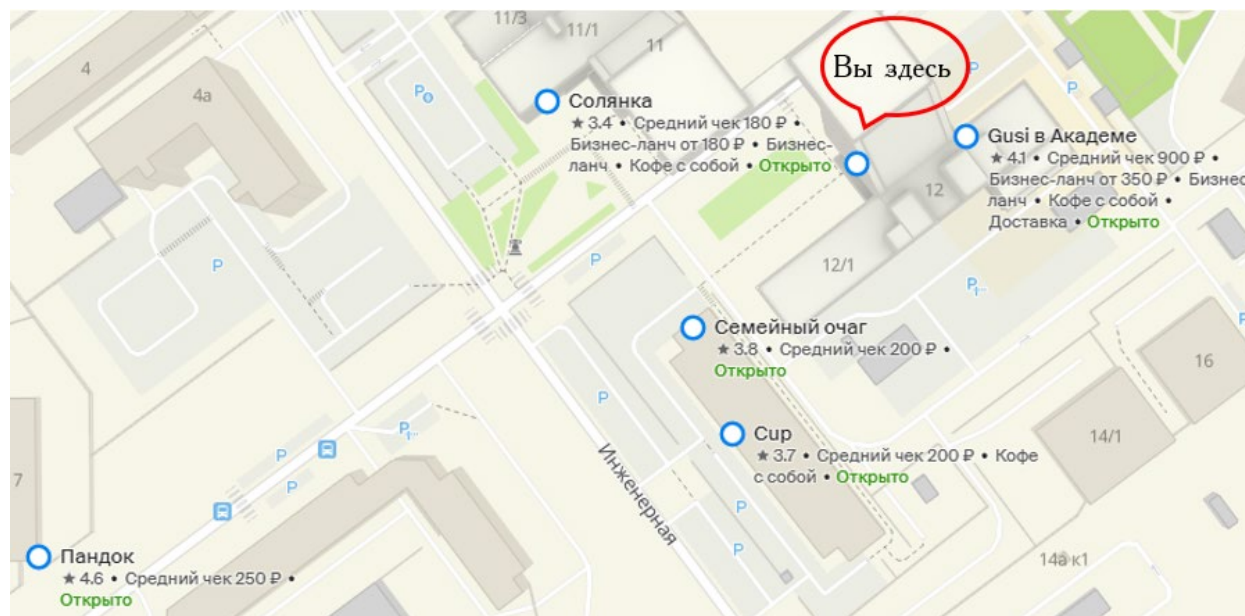 11/3
11/1
11
4
4а
Вы здесь
P
P
P
Солянка
★ 3.4 • Средний чек 180 ₽ •
Бизнес-ланч от 180 ₽ • Бизнес-
ланч • Кофе с собой • Открыто
Gusi в Академе
★ 4.1 • Средний чек 900 ₽ •
Бизнес-ланч от 350 ₽ • Бизнес
ланч • Кофе с собой •
Доставка • Открыто
12
12/1
P
P
P
P
Семейный очаг
★ 3.8 • Средний чек 200 ₽ •
Открыто
16
P
Cup
★ 3.7 • Средний чек 200 ₽ • Кофе
с собой • Открыто
14/1
P
P
P
P
P
7
Инженерная
P
Пандок
★ 4.6 • Средний чек 250 ₽ •
Открыто
14а к1